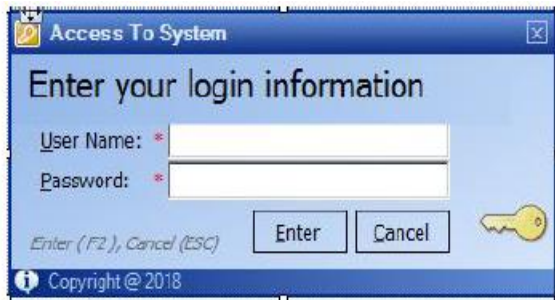 Access To System
Enter your login information
User Name: *
Password: *
Enter (F2), Cancel (ESC)
Enter
Cancel
Copyright @ 2018